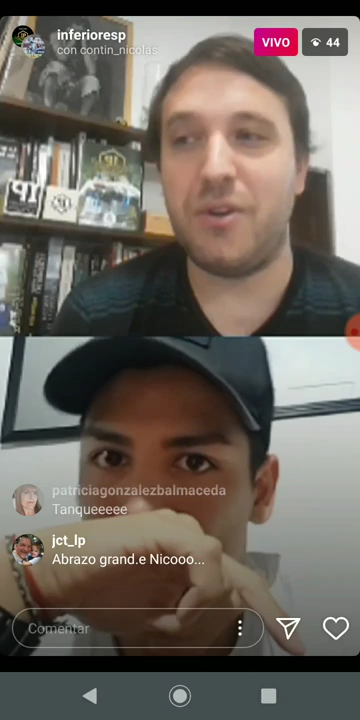 inferioresp
con contin_nicolas
VIVO
44
patriciagonzalezbalmaceda
Tanqueeeee
jct_lp
Abrazo grand.e Nicooo...
Comentar